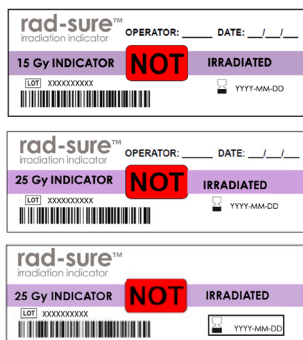 rad-sure™ OPERATOR: _____ DATE: __/__/__
irradiation indicator
15 Gy INDICATOR NOT IRRADIATED
LOT XXXXXXXXXX YYYY-MM-DD
rad-sure™ OPERATOR: _____ DATE: __/__/__
irradiation indicator
25 Gy INDICATOR NOT IRRADIATED
LOT XXXXXXXXXX YYYY-MM-DD
rad-sure™
irradiation indicator
25 Gy INDICATOR NOT IRRADIATED
LOT XXXXXXXXXX YYYY-MM-DD